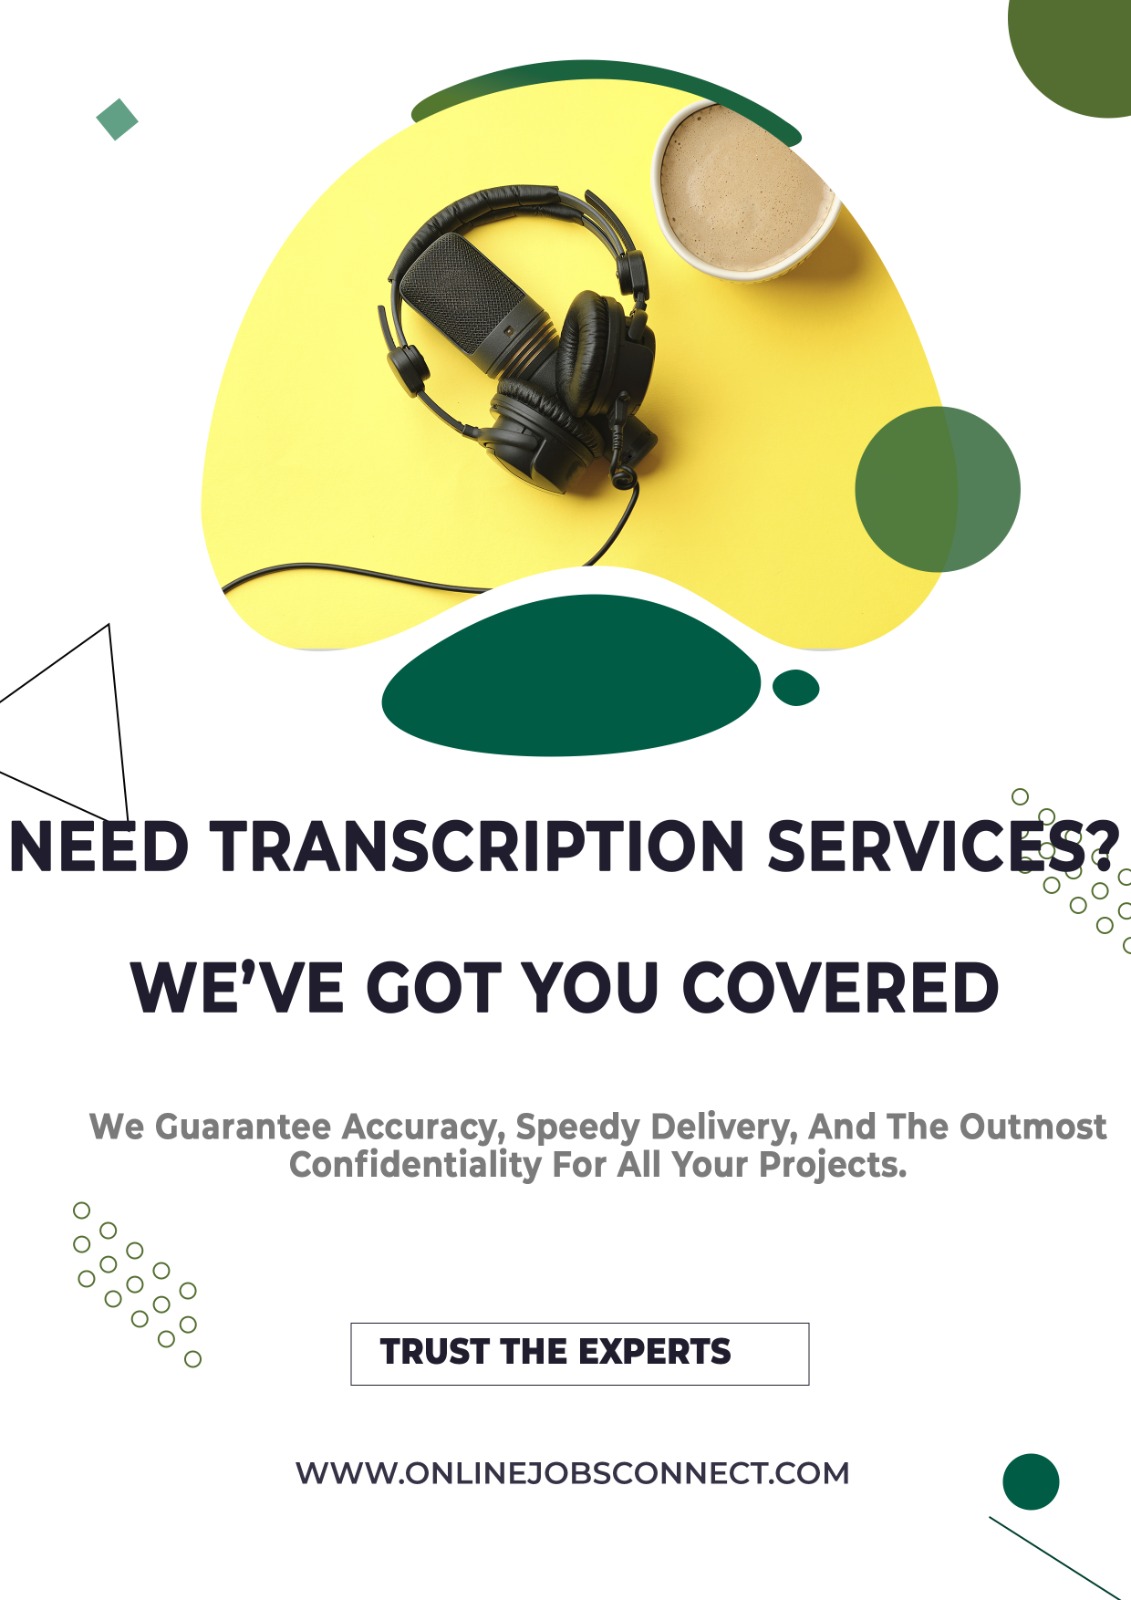 NEED TRANSCRIPTION SERVICES?
WE’VE GOT YOU COVERED
We Guarantee Accuracy, Speedy Delivery, And The Outmost
Confidentiality For All Your Projects.
TRUST THE EXPERTS
WWW.ONLINEJOBSCONNECT.COM